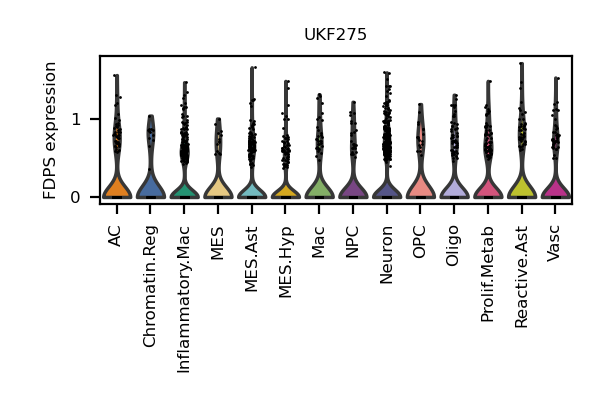 UKF275
FDPS expression
1
0
AC
Chromatin.Reg
Inflammatory.Mac
MES
MES.Ast
MES.Hyp
Mac
NPC
Neuron
OPC
Oligo
Prolif.Metab
Reactive.Ast
Vasc